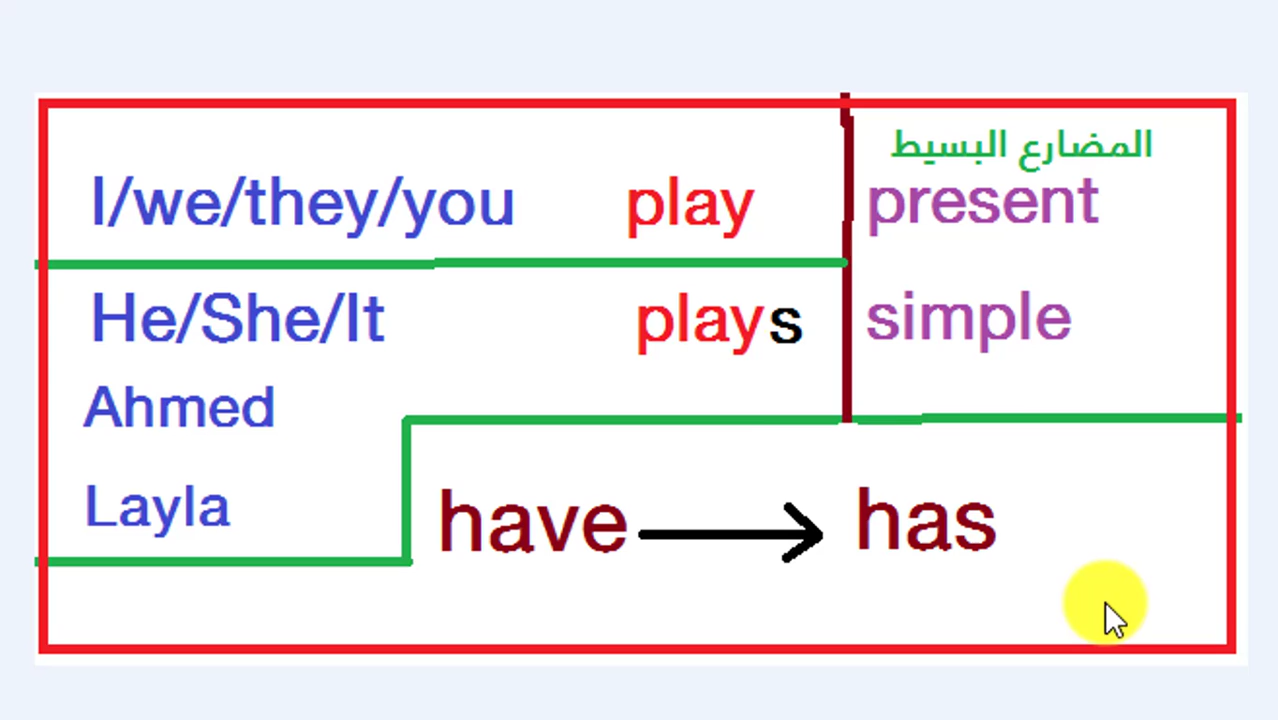 المضارع البسيط
I/we/they/you play present
He/She/It plays simple
Ahmed
Layla
have has